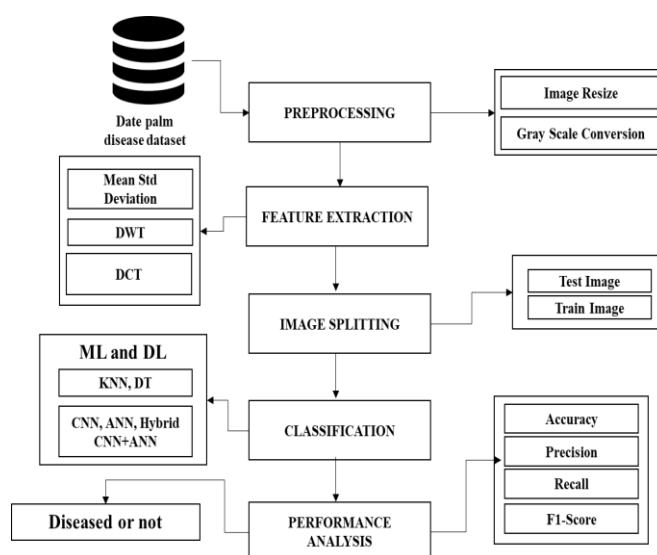 Date palm
disease dataset
PREPROCESSING
Image Resize
Gray Scale Conversion
Mean Std
Deviation
DWT
DCT
FEATURE EXTRACTION
IMAGE SPLITTING
Test Image
Train Image
ML and DL
KNN, DT
CNN, ANN, Hybrid
CNN+ANN
CLASSIFICATION
Accuracy
Precision
Recall
F1-Score
Diseased or not
PERFORMANCE
ANALYSIS